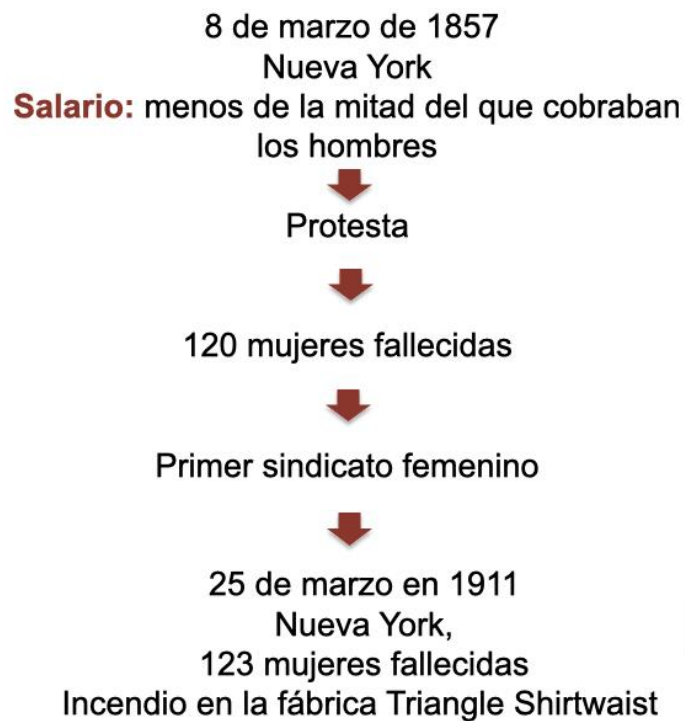 8 de marzo de 1857
Nueva York
Salario: menos de la mitad del que cobraban
los hombres
Protesta
120 mujeres fallecidas
Primer sindicato femenino
25 de marzo en 1911
Nueva York,
123 mujeres fallecidas
Incendio en la fábrica Triangle Shirtwaist